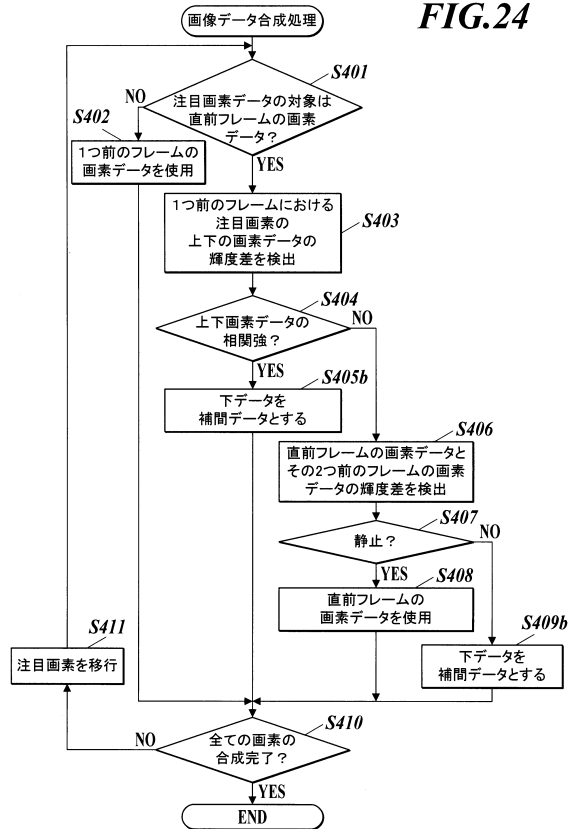 FIG.24
画像データ合成処理
S401
注目画素データの対象は
直前フレームの画素
データ?
NO
S402
1つ前のフレームの
画素データを使用
YES
1つ前のフレームにおける
注目画素の
上下の画素データの
輝度差を検出
S403
S404
上下画素データの
相関強?
NO
YES
S405b
下データを
補間データとする
S406
直前フレームの画素データと
その2つ前のフレームの画素
データの輝度差を検出
S407
静止?
NO
YES
S408
直前フレームの
画素データを使用
S409b
下データを
補間データとする
S411
注目画素を移行
S410
全ての画素の
合成完了?
NO
YES
END